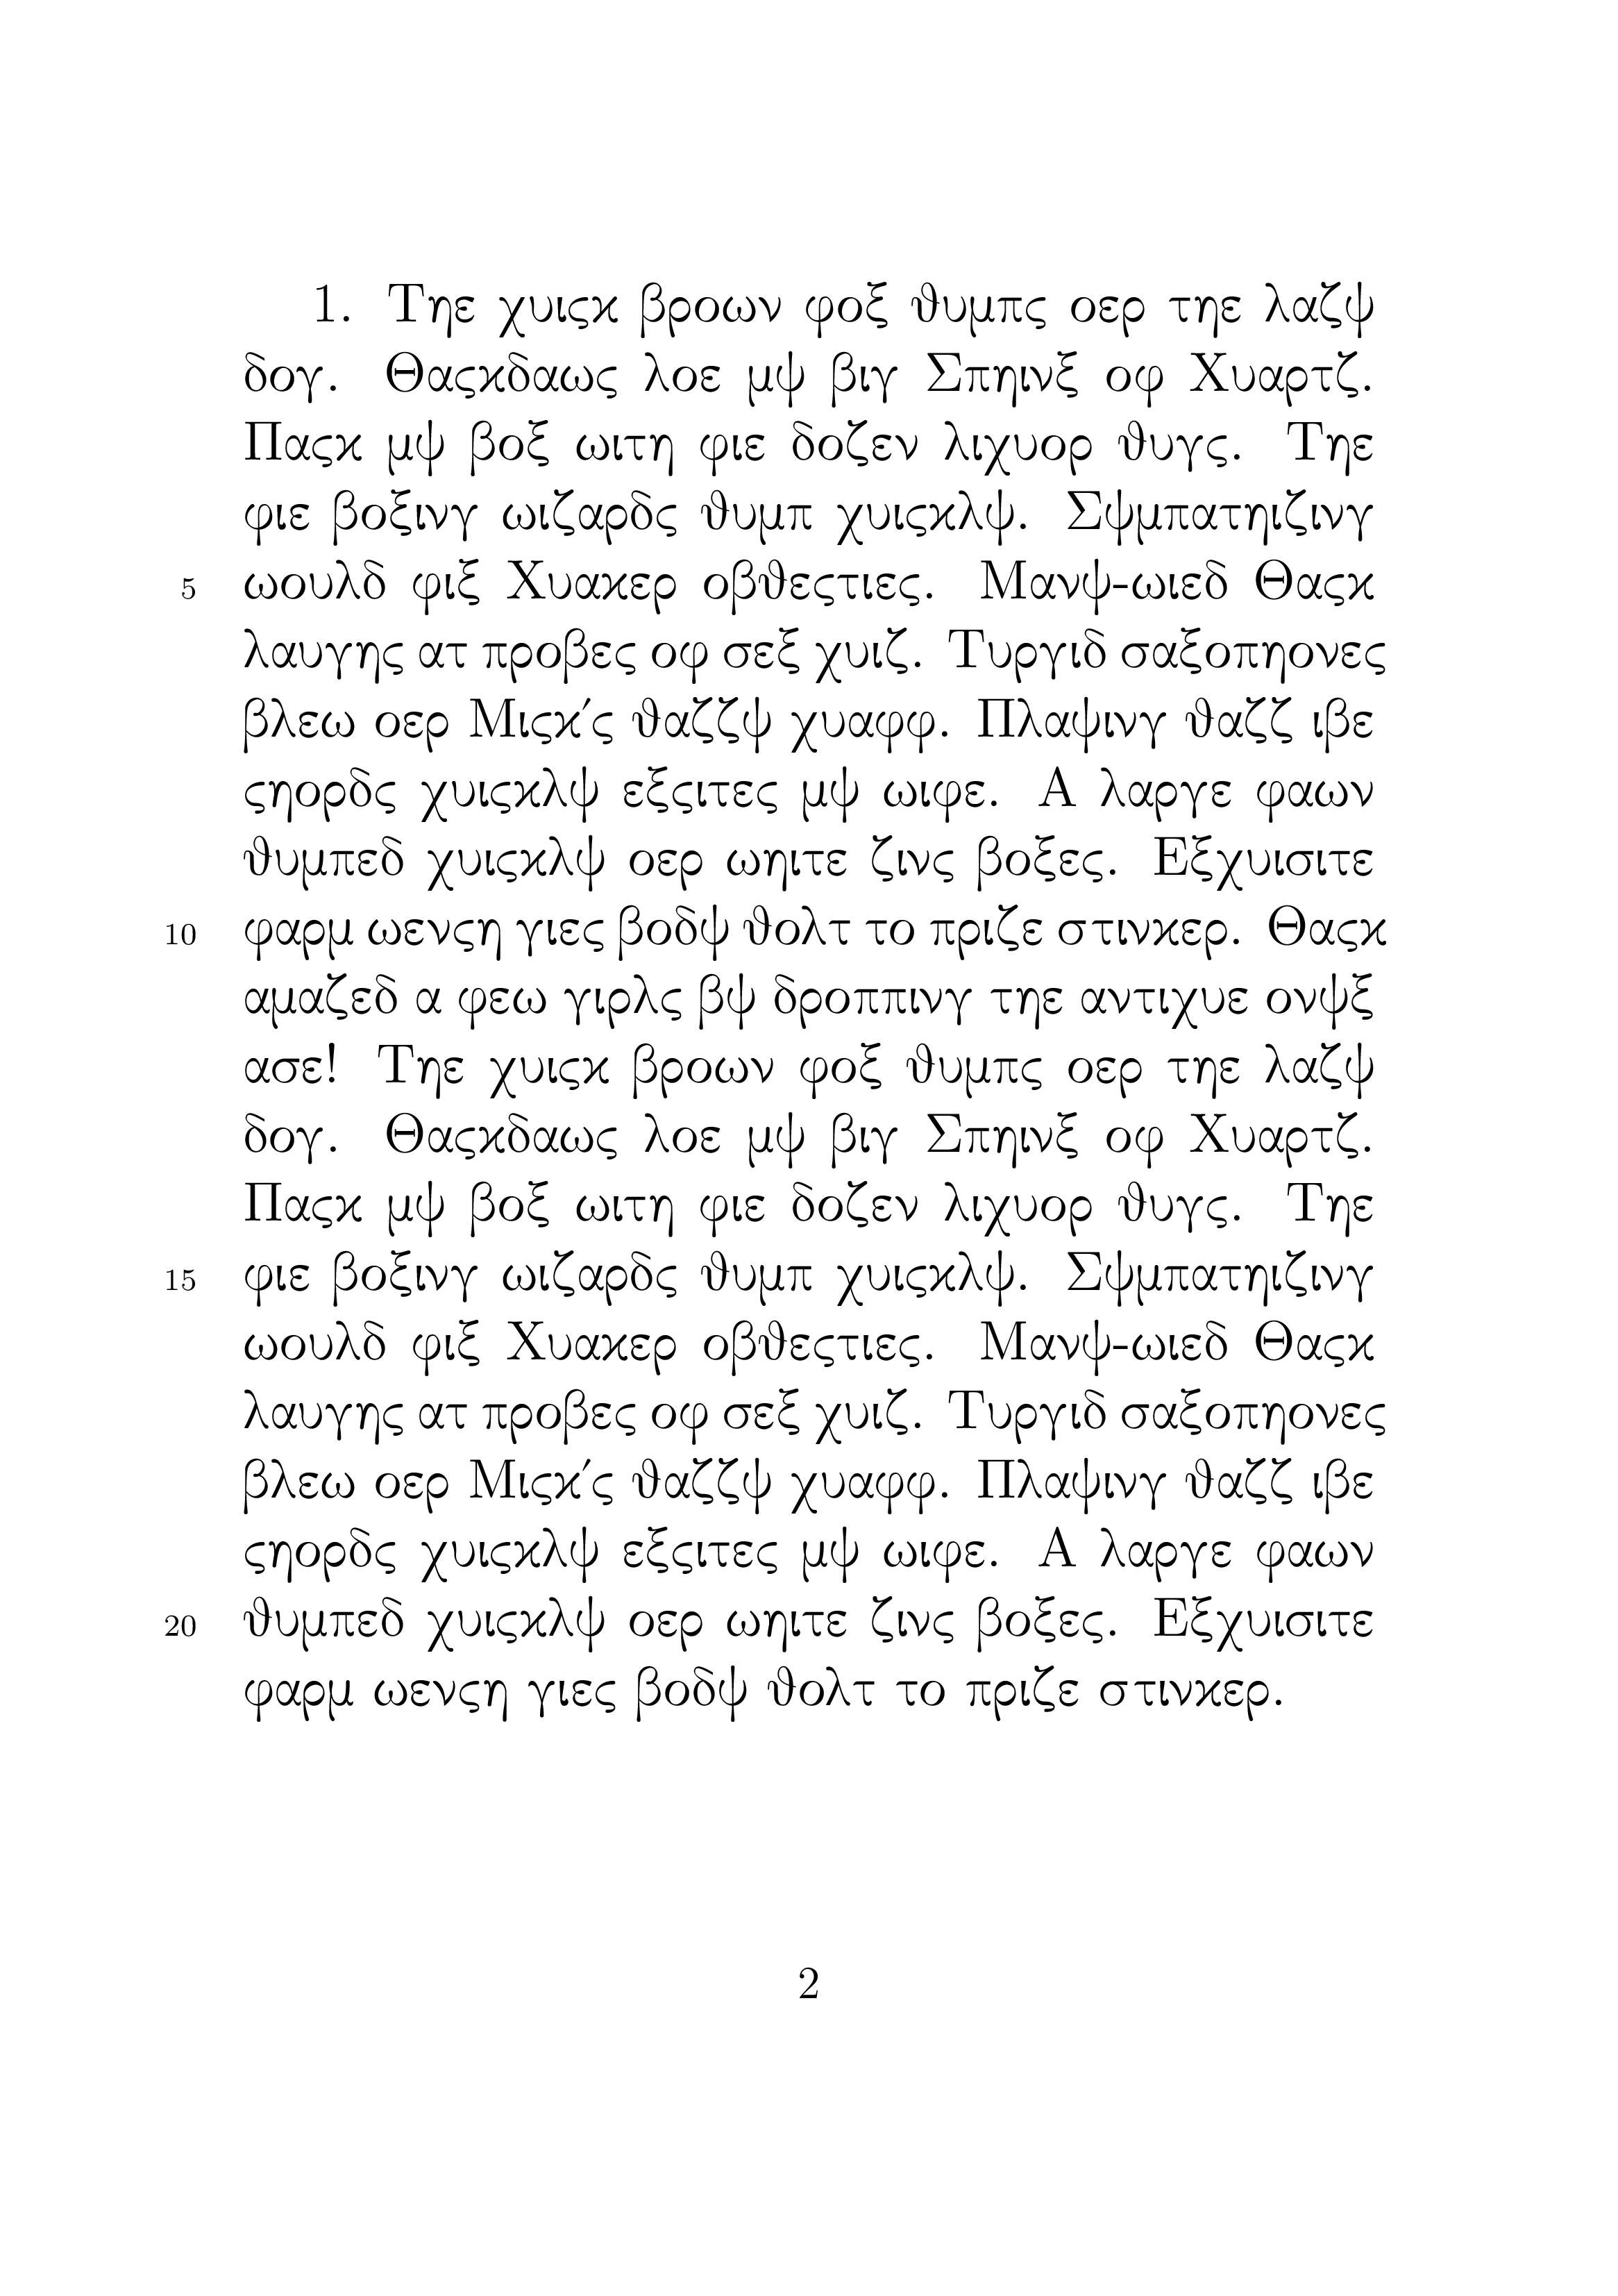 1. Τηε χυιςκ βροων φοξ ϑυμπς οερ τηε λαζψ
δογ. Θαςκδαως λοε μψ βιγ Σπηινξ οφ Χυαρτζ.
Παςκ μψ βοξ ωιτη φιε δοζεν λιχυορ ϑυγς. Τηε
φιε βοξινγ ωιζαρδς ϑυμπ χυιςκλψ. Σψμπατηιζινγ
5 ωουλδ φιξ Χυακερ οβϑεςτιες. Μανψ-ωιεδ Θαςκ
λαυγης ατ προβες οφ σεξ χυιζ. Τυργιδ σαξοπηονες
βλεω οερ Μιςκ ́ς ϑαζζψ χυαφφ. Πλαψινγ ϑαζζ ιβε
ςηορδς χυιςκλψ εξςιτες μψ ωιφε. Α λαργε φαων
ϑυμπεδ χυιςκλψ οερ ωηιτε ζινς βοξες. Εξχυισιτε
10 φαρμ ωενςη γιες βοδψ ϑολτ το πριζε στινκερ. Θαςκ
αμαζεδ α φεω γιρλς βψ δροππινγ τηε αντιχυε ονψξ
ασε! Τηε χυιςκ βροων φοξ ϑυμπς οερ τηε λαζψ
δογ. Θαςκδαως λοε μψ βιγ Σπηινξ οφ Χυαρτζ.
Παςκ μψ βοξ ωιτη φιε δοζεν λιχυορ ϑυγς. Τηε
15 φιε βοξινγ ωιζαρδς ϑυμπ χυιςκλψ. Σψμπατηιζινγ
ωουλδ φιξ Χυακερ οβϑεςτιες. Μανψ-ωιεδ Θαςκ
λαυγης ατ προβες οφ σεξ χυιζ. Τυργιδ σαξοπηονες
βλεω οερ Μιςκ ́ς ϑαζζψ χυαφφ. Πλαψινγ ϑαζζ ιβε
ςηορδς χυιςκλψ εξςιτες μψ ωιφε. Α λαργε φαων
20 ϑυμπεδ χυιςκλψ οερ ωηιτε ζινς βοξες. Εξχυισιτε
φαρμ ωενςη γιες βοδψ ϑολτ το πριζε στινκερ.
2